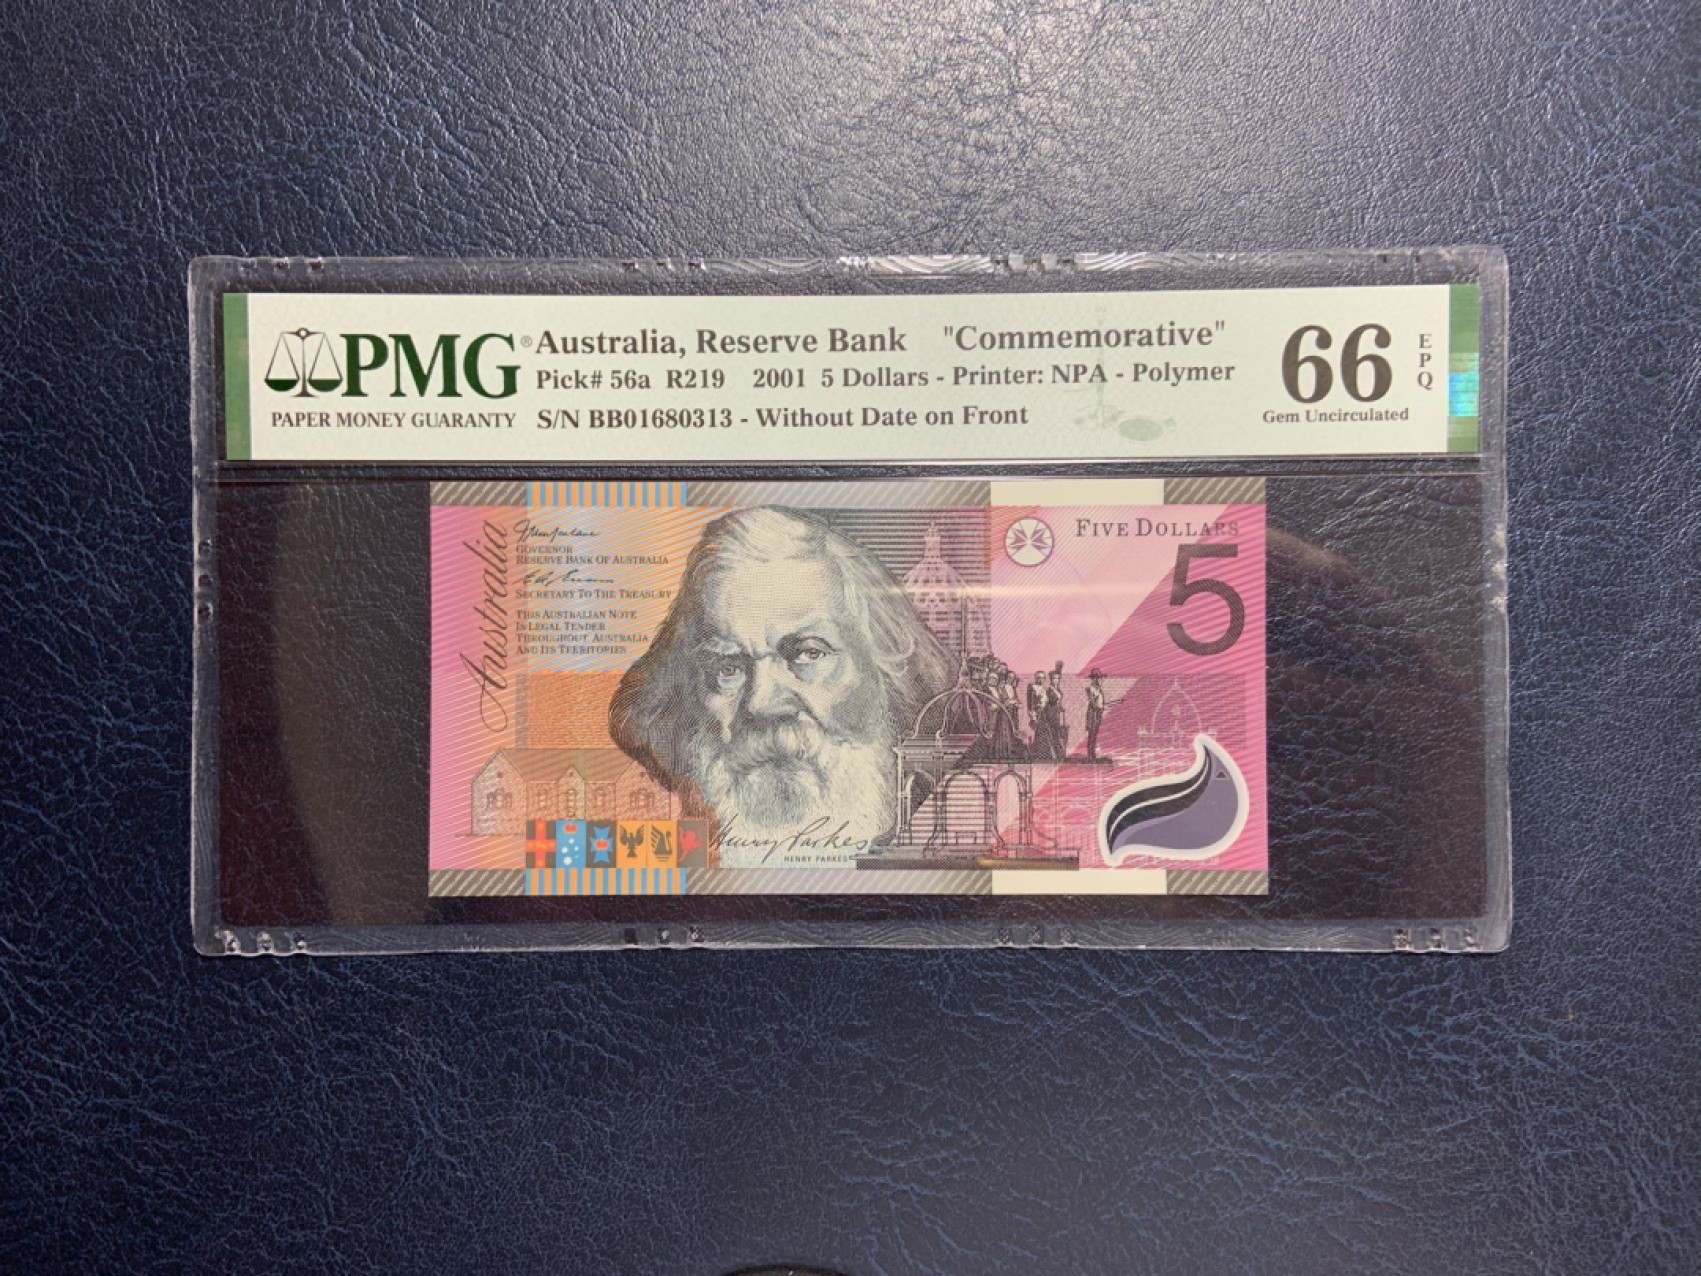 PMG®
PAPER MONEY GUARANTY
Australia, Reserve Bank "Commemorative"
Pick# 56a R219 2001 5 Dollars - Printer: NPA - Polymer
S/N BB01680313 - Without Date on Front
66
EPQ
Gem Uncirculated
Australia
GOVERNOR
RESERVE BANK OF AUSTRALIA
SECRETARY TO THE TREASURY
THIS AUSTRALIAN NOTE
IS LEGAL TENDER
THROUGHOUT AUSTRALIA
AND ITS TERRITORIES
FIVE DOLLARS
5
Henry Parkes
HENRY PARKES